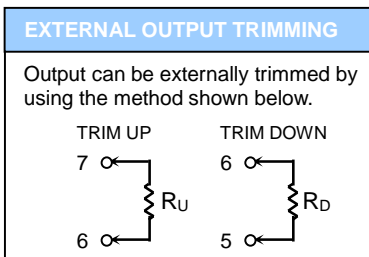 EXTERNAL OUTPUT TRIMMING
Output can be externally trimmed by
using the method shown below.
TRIM UP TRIM DOWN
7 6
RU RD
6 5